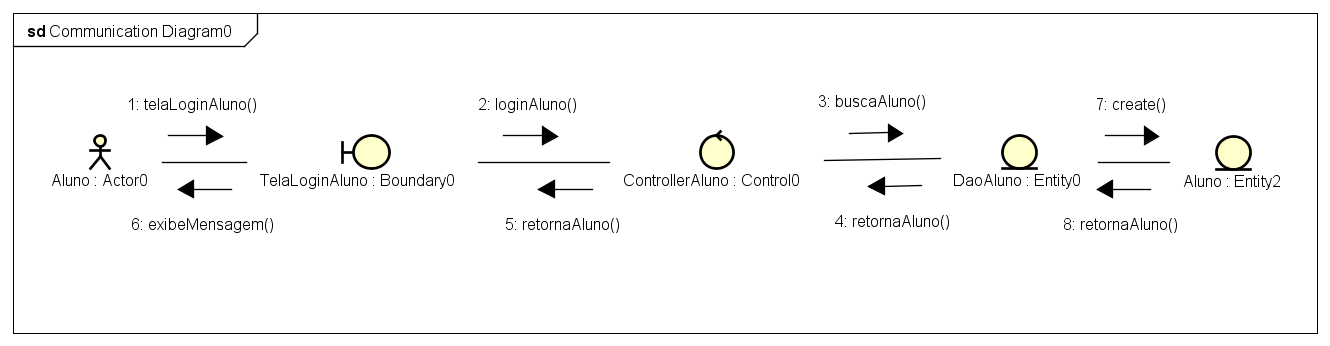 sd Communication Diagram0
1: telaLoginAluno()
2: loginAluno()
3: buscaAluno()
7: create()
Aluno : Actor0
TelaLoginAluno : Boundary0
ControllerAluno : Control0
DaoAluno : Entity0
Aluno : Entity2
6: exibeMensagem()
5: retornaAluno()
4: retornaAluno()
8: retornaAluno()